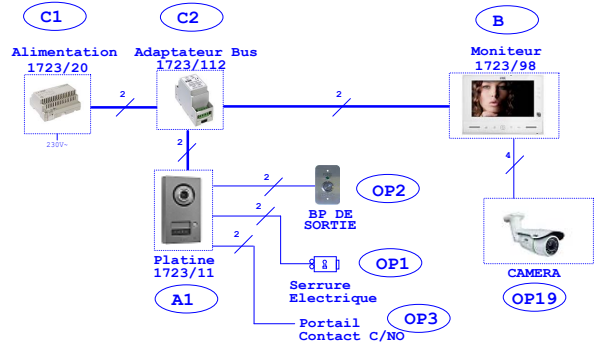 C1
C2
B
Alimentation
1723/20
Adaptateur Bus
1723/112
Moniteur
1723/98
2
2
230V~
2
4
2
OP2
BP DE
SORTIE
2
2
Platine
1723/11
OP1
Serrure
Electrique
CAMERA
A1
OP19
OP3
Portail
Contact C/NO